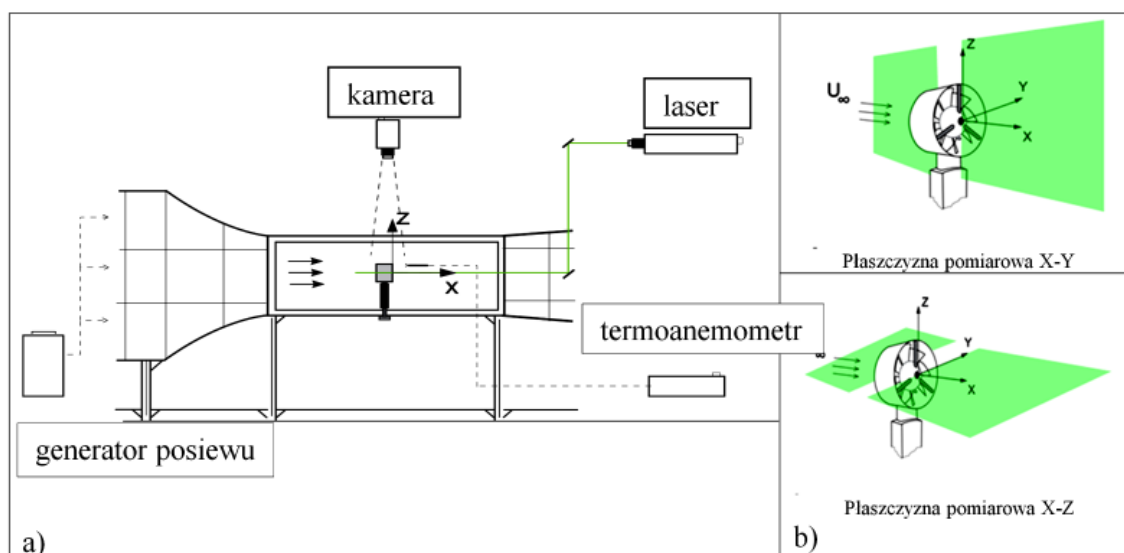 kamera
laser
Z
X
termoanemometr
generator posiewu
a)
Z
Y
U∞
X
Płaszczyzna pomiarowa X-Y
Z
Y
∞
X
Płaszczyzna pomiarowa X-Z
b)